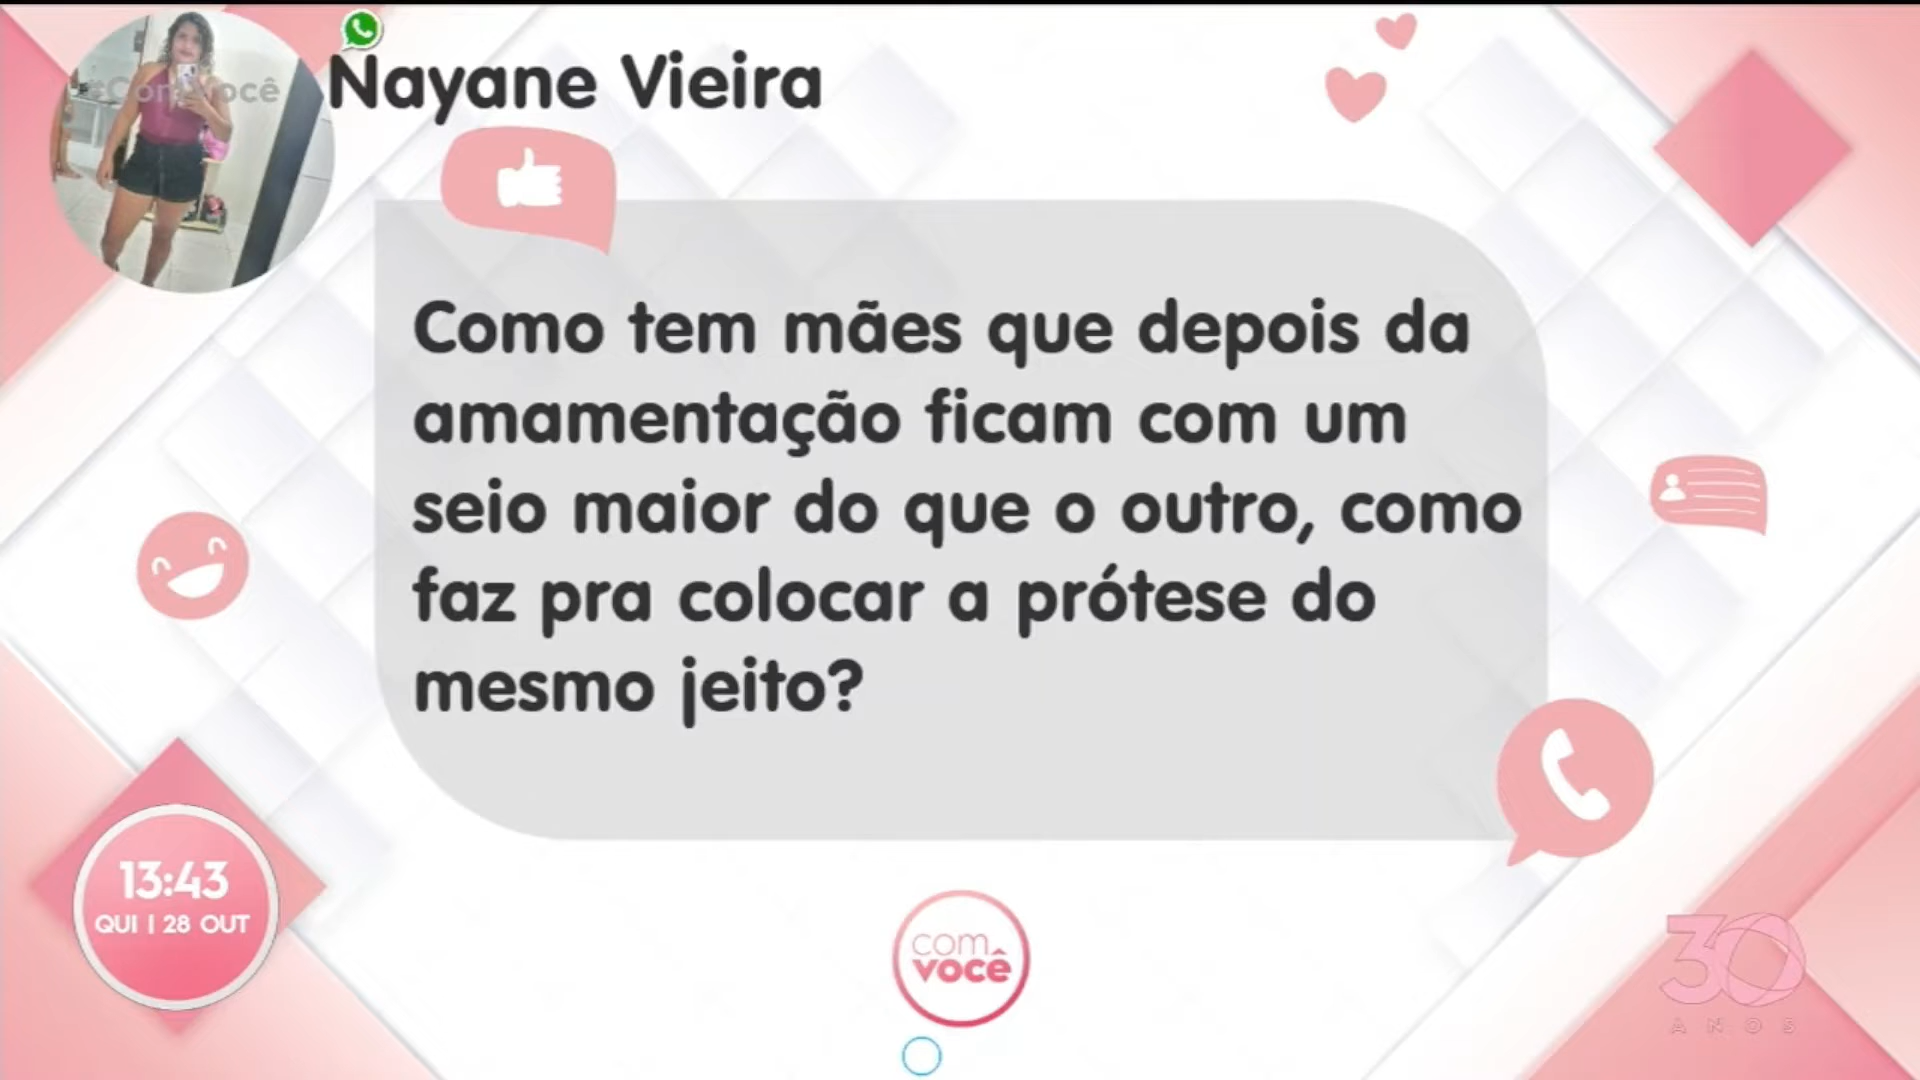 #ComVocê
Nayane Vieira
Como tem mães que depois da
amamentação ficam com um
seio maior do que o outro, como
faz pra colocar a prótese do
mesmo jeito?
13:43
QUI | 28 OUT
com
você
30
ANOS